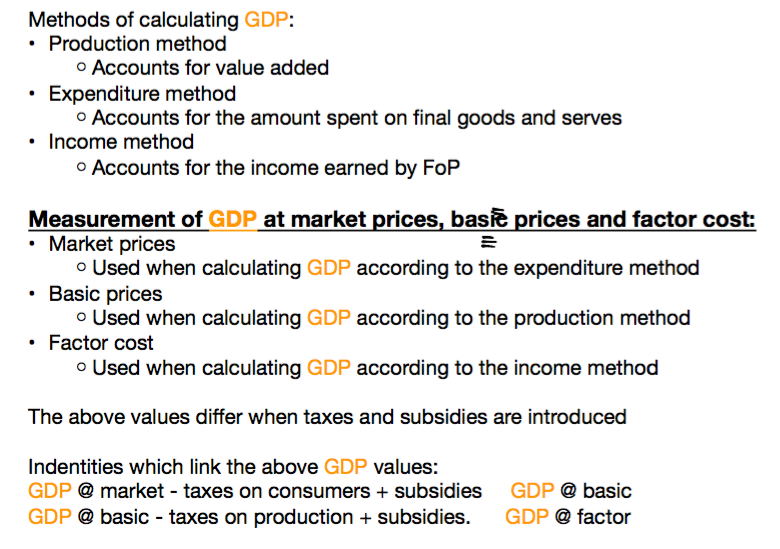 Methods of calculating GDP:
• Production method
○ Accounts for value added
• Expenditure method
○ Accounts for the amount spent on final goods and serves
• Income method
○ Accounts for the income earned by FoP
Measurement of GDP at market prices, basic prices and factor cost:
• Market prices
○ Used when calculating GDP according to the expenditure method
• Basic prices
○ Used when calculating GDP according to the production method
• Factor cost
○ Used when calculating GDP according to the income method
The above values differ when taxes and subsidies are introduced
Indentities which link the above GDP values:
GDP @ market - taxes on consumers + subsidies = GDP @ basic
GDP @ basic - taxes on production + subsidies. GDP @ factor